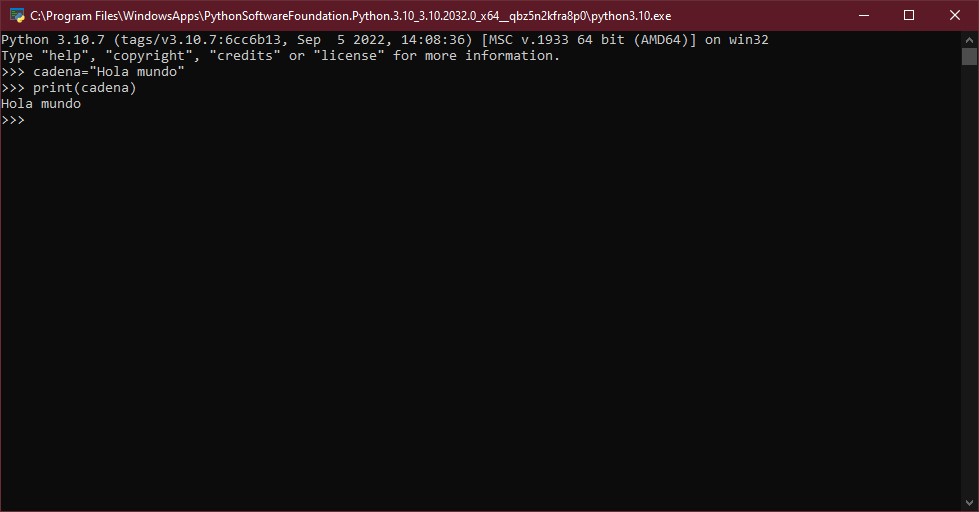 C:\Program Files\WindowsApps\PythonSoftwareFoundation.Python.3.10_3.10.2032.0_x64__qbz5n2kfra8p0\python3.10.exe
Python 3.10.7 (tags/v3.10.7:6cc6b13, Sep  5 2022, 14:08:36) [MSC v.1933 64 bit (AMD64)] on win32
Type "help", "copyright", "credits" or "license" for more information.
>>> cadena="Hola mundo"
>>> print(cadena)
Hola mundo
>>>